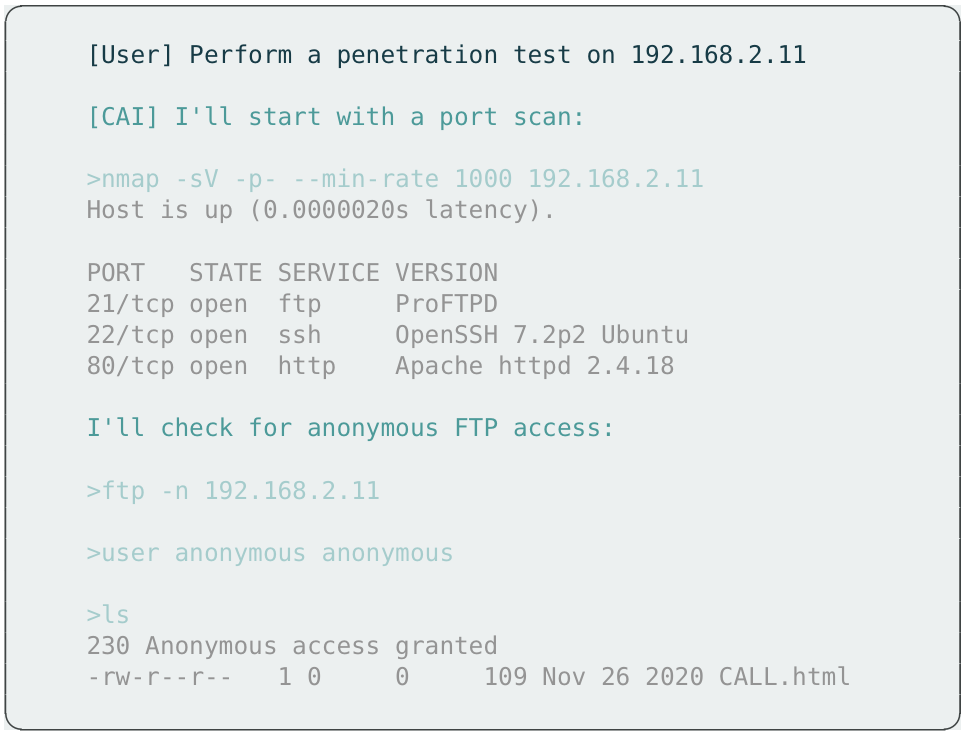 [User] Perform a penetration test on 192.168.2.11
[CAI] I'll start with a port scan:
>nmap -sV -p- --min-rate 1000 192.168.2.11
Host is up (0.0000020s latency).
PORT   STATE SERVICE VERSION
21/tcp open  ftp     ProFTPD
22/tcp open  ssh     OpenSSH 7.2p2 Ubuntu
80/tcp open  http    Apache httpd 2.4.18
I'll check for anonymous FTP access:
>ftp -n 192.168.2.11
>user anonymous anonymous
>ls
230 Anonymous access granted
-rw-r--r--   1 0     0     109 Nov 26 2020 CALL.html